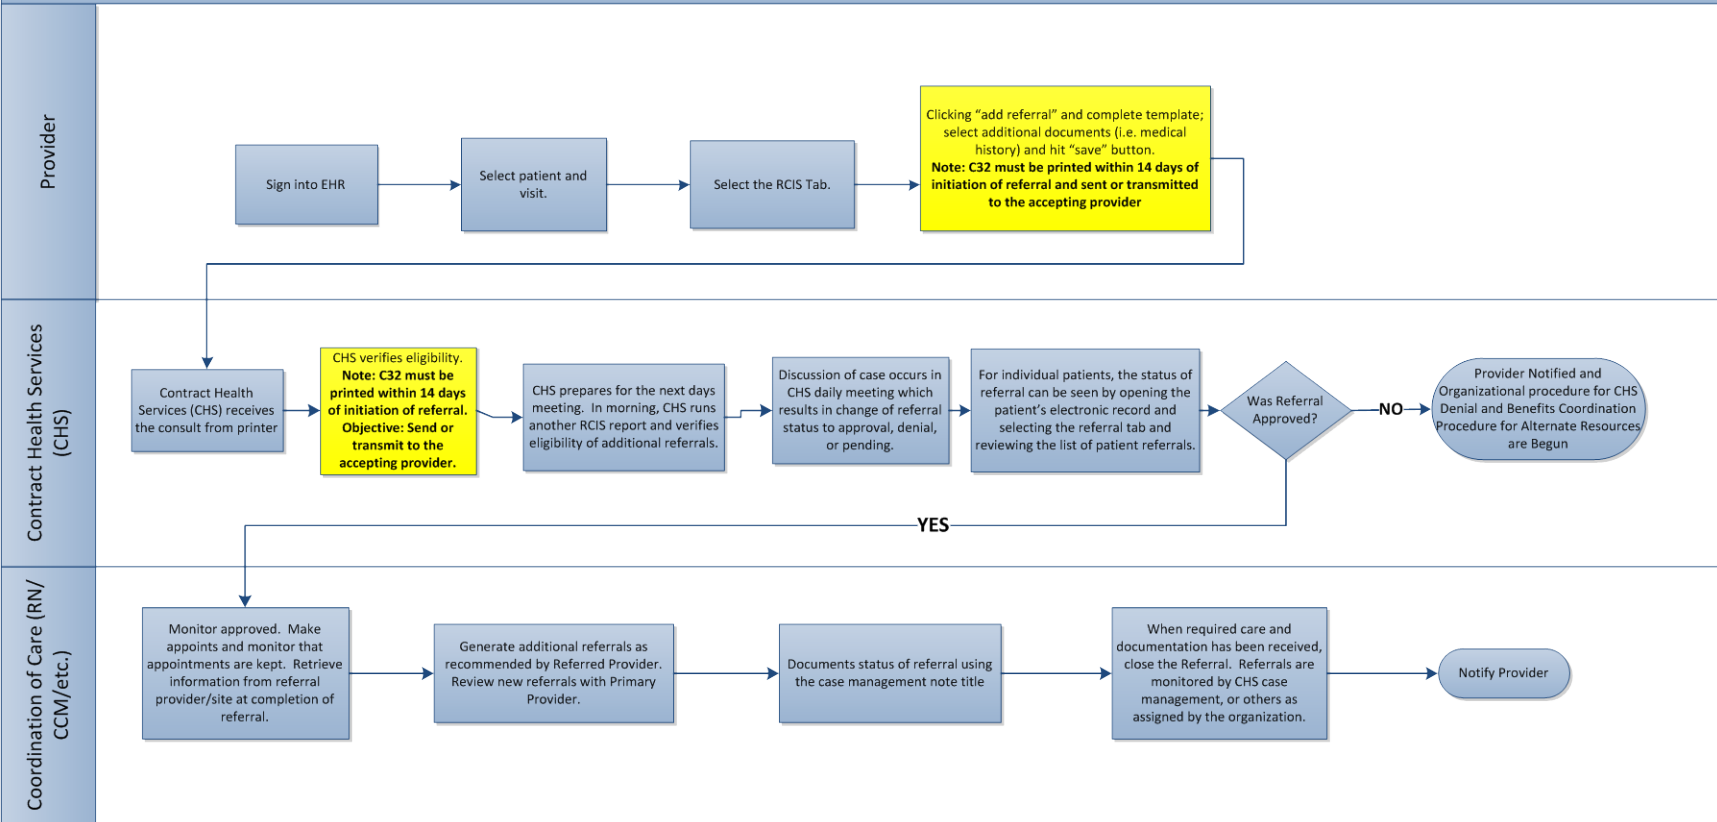 Provider
Sign into EHR
Select patient and
visit.
Select the RCIS Tab.
Clicking “add referral” and complete template;
select additional documents (i.e. medical
history) and hit “save” button.
Note: C32 must be printed within 14 days of
initiation of referral and sent or transmitted
to the accepting provider
Contract Health Services
(CHS)
Contract Health
Services (CHS) receives
the consult from printer
CHS verifies eligibility.
Note: C32 must be
printed within 14 days
of initiation of referral.
Objective: Send or
transmit to the
accepting provider.
CHS prepares for the next days
meeting. In morning, CHS runs
another RCIS report and verifies
eligibility of additional referrals.
Discussion of case occurs in
CHS daily meeting which
results in change of referral
status to approval, denial,
or pending.
For individual patients, the status of
referral can be seen by opening the
patient’s electronic record and
selecting the referral tab and
reviewing the list of patient referrals.
Was Referral
Approved?
NO
Provider Notified and
Organizational procedure for CHS
Denial and Benefits Coordination
Procedure for Alternate Resources
are Begun
YES
Coordination of Care (RN/
CCM/etc.)
Monitor approved. Make
appoints and monitor that
appointments are kept. Retrieve
information from referral
provider/site at completion of
referral.
Generate additional referrals as
recommended by Referred Provider.
Review new referrals with Primary
Provider.
Documents status of referral using
the case management note title
When required care and
documentation has been received,
close the Referral. Referrals are
monitored by CHS case
management, or others as
assigned by the organization.
Notify Provider